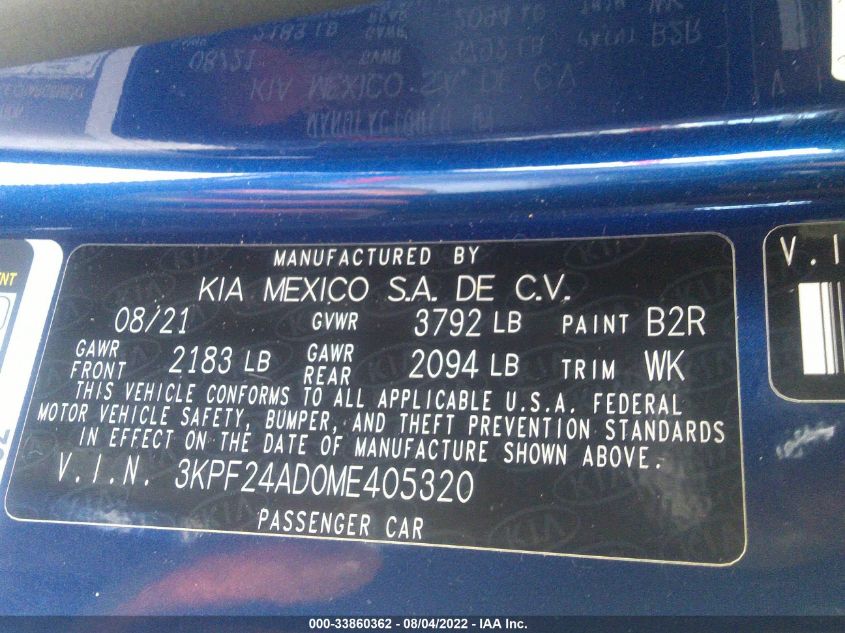 MANUFACTURED BY
KIA MEXICO S.A. DE C.V.
08/21 GVWR 3792 LB PAINT B2R
GAWR FRONT 2183 LB GAWR REAR 2094 LB TRIM WK
THIS VEHICLE CONFORMS TO ALL APPLICABLE U.S.A. FEDERAL
MOTOR VEHICLE SAFETY, BUMPER, AND THEFT PREVENTION STANDARDS
IN EFFECT ON THE DATE OF MANUFACTURE SHOWN ABOVE.
V.I.N. 3KPF24AD0ME405320
PASSENGER CAR
V.I
000-33860362 - 08/04/2022 - IAA Inc.